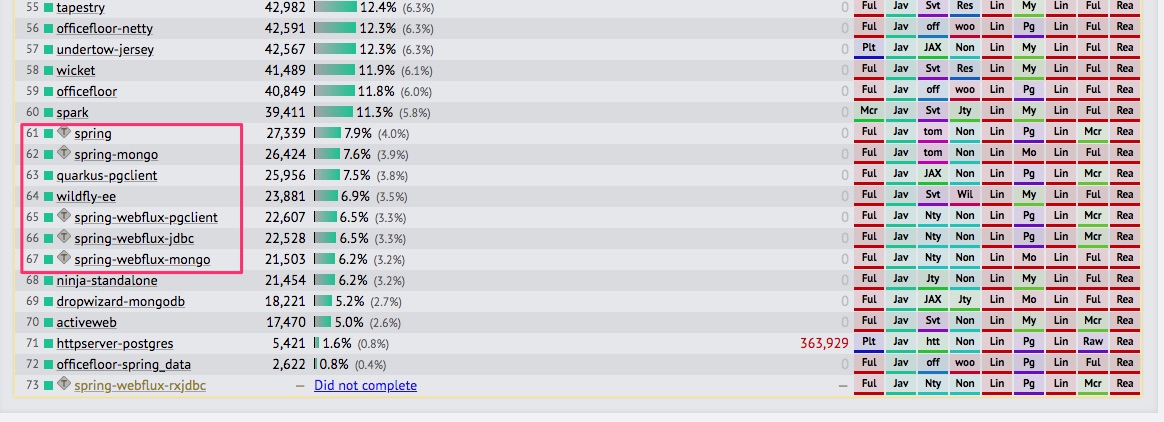 55 tapestry 42,982 12.4% (6.3%) 0 Ful Jav Svt Res Lin My Lin Ful Rea
56 officefloor-netty 42,591 12.3% (6.3%) 0 Ful Jav off woo Lin Pg Lin Ful Rea
57 undertow-jersey 42,567 12.3% (6.3%) 0 Plt Jav JAX Non Lin My Lin Ful Rea
58 wicket 41,489 11.9% (6.1%) 0 Ful Jav Svt Res Lin My Lin Ful Rea
59 officefloor 40,849 11.8% (6.0%) 0 Ful Jav off woo Lin Pg Lin Ful Rea
60 spark 39,411 11.3% (5.8%) 0 Mcr Jav Svt Jty Lin My Lin Ful Rea
61 T spring 27,339 7.9% (4.0%) 0 Ful Jav tom Non Lin Pg Lin Mcr Rea
62 T spring-mongo 26,424 7.6% (3.9%) 0 Ful Jav tom Non Lin Mo Lin Ful Rea
63 quarkus-pgclient 25,956 7.5% (3.8%) 0 Ful Jav JAX Non Lin Pg Lin Mcr Rea
64 wildfly-ee 23,881 6.9% (3.5%) 0 Ful Jav Svt Wil Lin My Lin Ful Rea
65 T spring-webflux-pgclient 22,607 6.5% (3.3%) 0 Ful Jav Nty Non Lin Pg Lin Mcr Rea
66 T spring-webflux-jdbc 22,528 6.5% (3.3%) 0 Ful Jav Nty Non Lin Pg Lin Mcr Rea
67 T spring-webflux-mongo 21,503 6.2% (3.2%) 0 Ful Jav Nty Non Lin Mo Lin Ful Rea
68 ninja-standalone 21,454 6.2% (3.2%) 0 Ful Jav Jty Non Lin My Lin Ful Rea
69 dropwizard-mongodb 18,221 5.2% (2.7%) 0 Ful Jav JAX Jty Lin Mo Lin Ful Rea
70 activeweb 17,470 5.0% (2.6%) 0 Ful Jav Svt Non Lin My Lin Mcr Rea
71 httpserver-postgres 5,421 1.6% (0.8%) 363,929 Plt Jav htt Non Lin Pg Lin Raw Rea
72 officefloor-spring_data 2,622 0.8% (0.4%) 0 Ful Jav off woo Lin Pg Lin Ful Rea
73 T spring-webflux-rxjdbc — Did not complete — Ful Jav Nty Non Lin Pg Lin Mcr Rea